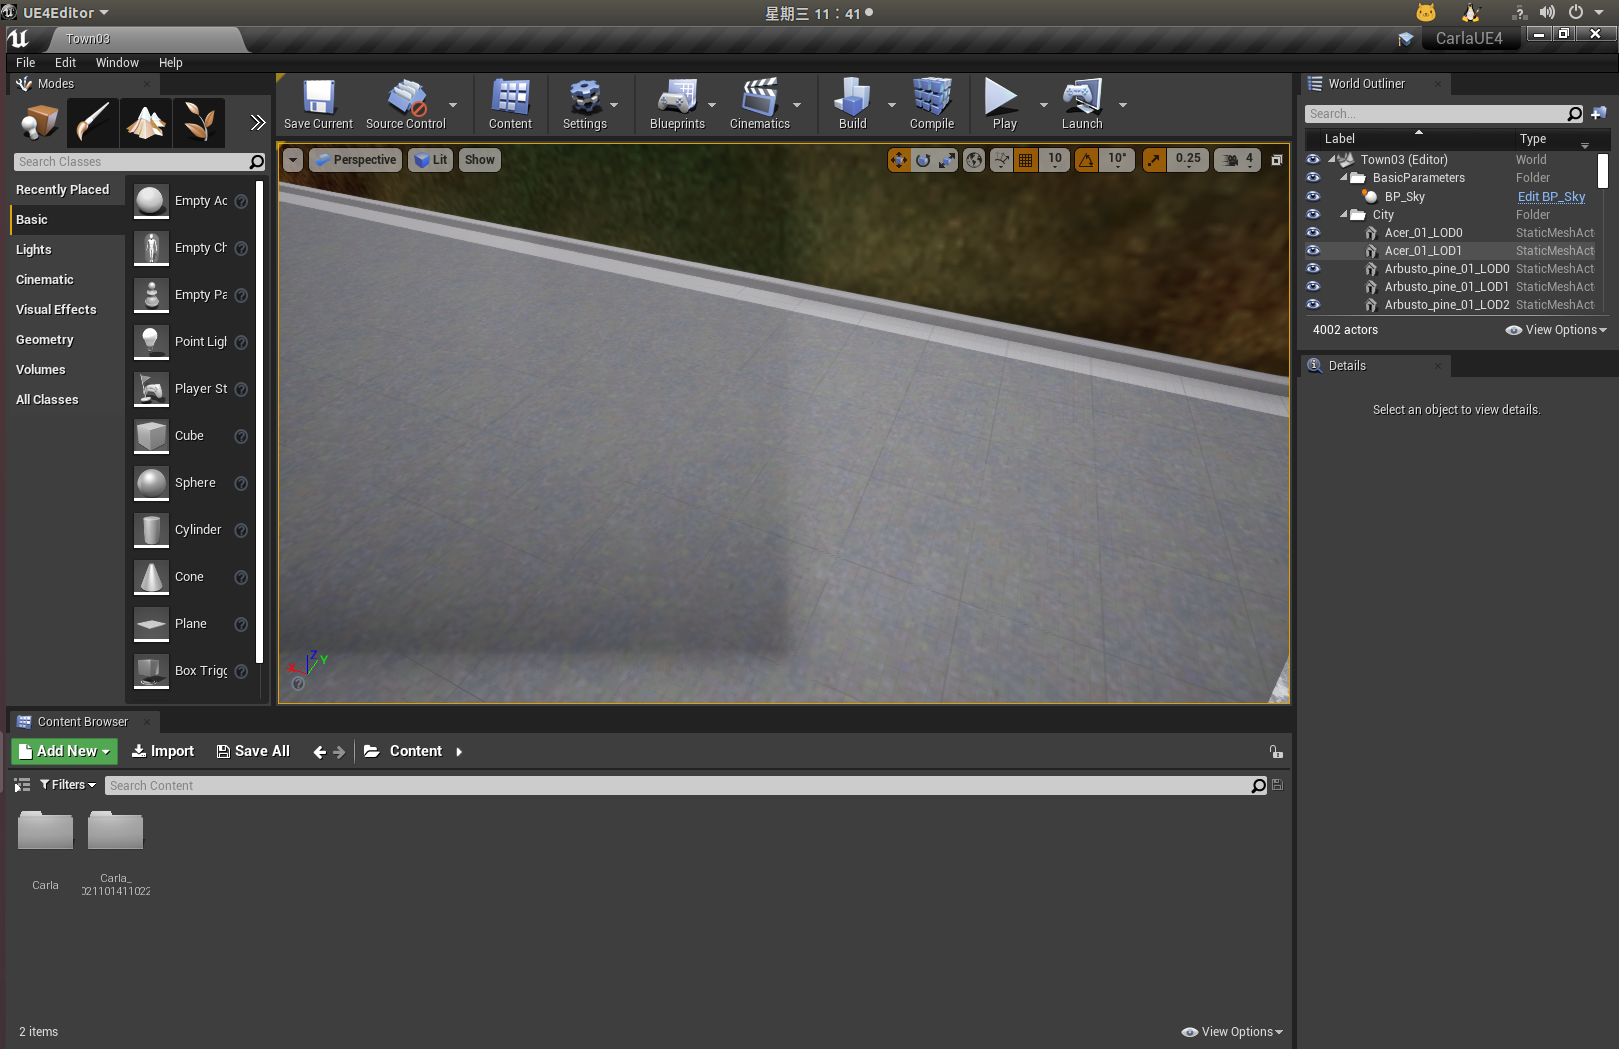 UE4Editor
星期三 11：41
Town03
CarlaUE4
File Edit Window Help
Modes
Search Classes
Recently Placed
Basic
Lights
Cinematic
Visual Effects
Geometry
Volumes
All Classes
Empty Ac
Empty Ch
Empty Pa
Point Ligh
Player St
Cube
Sphere
Cylinder
Cone
Plane
Box Trigg
Save Current
Source Control
Content
Settings
Blueprints
Cinematics
Build
Compile
Play
Launch
Perspective
Lit
Show
10
10°
0.25
4
X
Z
Y
World Outliner
Search...
Label Type
Town03 (Editor) World
BasicParameters Folder
BP_Sky Edit BP_Sky
City Folder
Acer_01_LOD0 StaticMeshAct
Acer_01_LOD1 StaticMeshAct
Arbusto_pine_01_LOD0 StaticMeshAct
Arbusto_pine_01_LOD1 StaticMeshAct
Arbusto_pine_01_LOD2 StaticMeshAct
4002 actors
View Options
Details
Select an object to view details.
Content Browser
Add New
Import
Save All
Content
Filters
Search Content
Carla
Carla_
021101411022
2 items
View Options